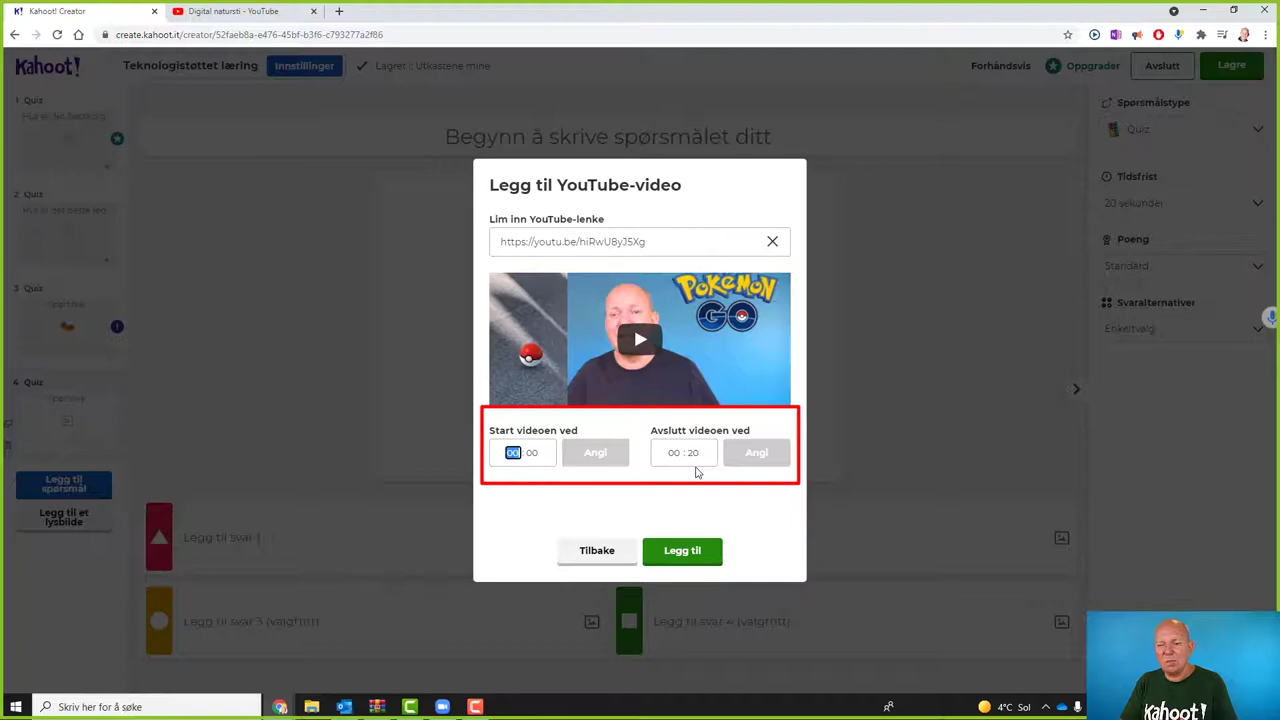 Kahoot! Creator
Digital natursti - YouTube
create.kahoot.it/creator/52faeb8a-e476-45bf-b3f6-c973277a2f86
Kahoot!
Teknologistøttet læring
Innstillinger
Lagret i: Utkastene mine
Forhåndsvis
Oppgrader
Avslutt
Lagre
1 Quiz
2 Quiz
3 Quiz
4 Quiz
Legg til spørsmål
Legg til et lysbilde
Begynn å skrive spørsmålet ditt
Legg til YouTube-video
Lim inn YouTube-lenke
https://youtu.be/hiRwU8yJ5Xg
POKÉMON
GO
Start videoen ved
Avslutt videoen ved
00 : 00
Angi
00 : 20
Angi
Tilbake
Legg til
Legg til svar 1
Legg til svar 3 (valgfritt)
Legg til svar 4 (valgfritt)
Spørsmålstype
Quiz
Tidsfrist
20 sekunder
Poeng
Standard
Svaralternativer
Enkeltvalg
Kahoot!
Skriv her for å søke
4°C Sol